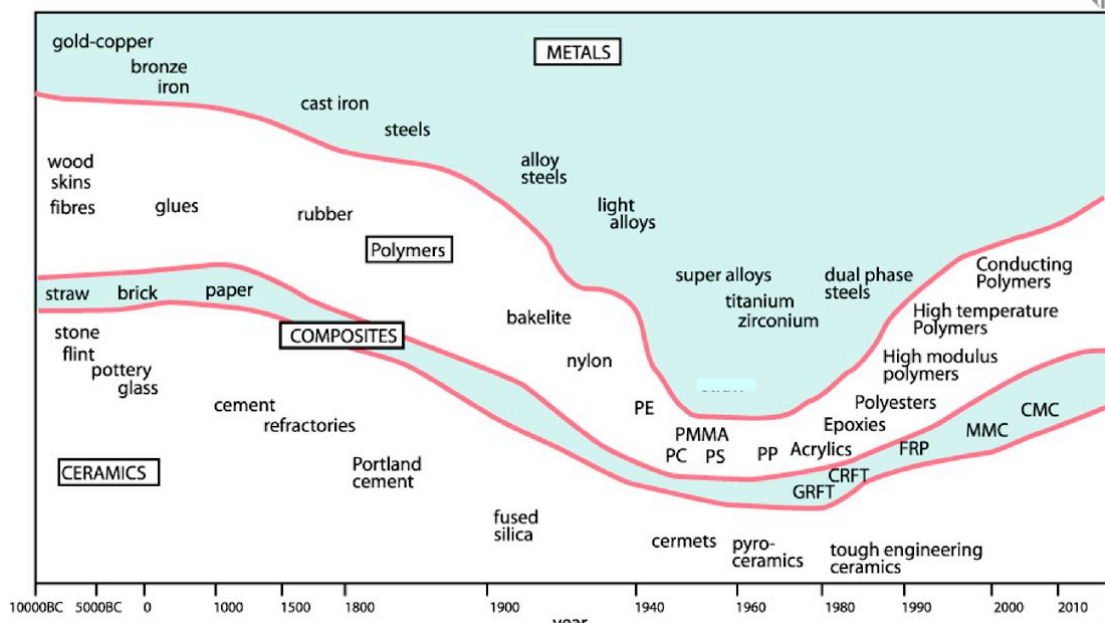 gold-copper
bronze
iron
METALS
cast iron
steels
alloy
steels
light
alloys
wood
skins
fibres
glues
rubber
Polymers
super alloys
titanium
zirconium
dual phase
steels
Conducting
Polymers
High temperature
Polymers
High modulus
polymers
Polyesters
Epoxies
Acrylics
bakelite
nylon
PE
PMMA
PC
PS
PP
straw
brick
paper
COMPOSITES
GRFT
CRFT
FRP
MMC
CMC
stone
flint
pottery
glass
cement
refractories
CERAMICS
Portland
cement
fused
silica
cermets
pyro-
ceramics
tough engineering
ceramics
10000BC 5000BC 0 1000 1500 1800 1900 1940 1960 1980 1990 2000 2010
year